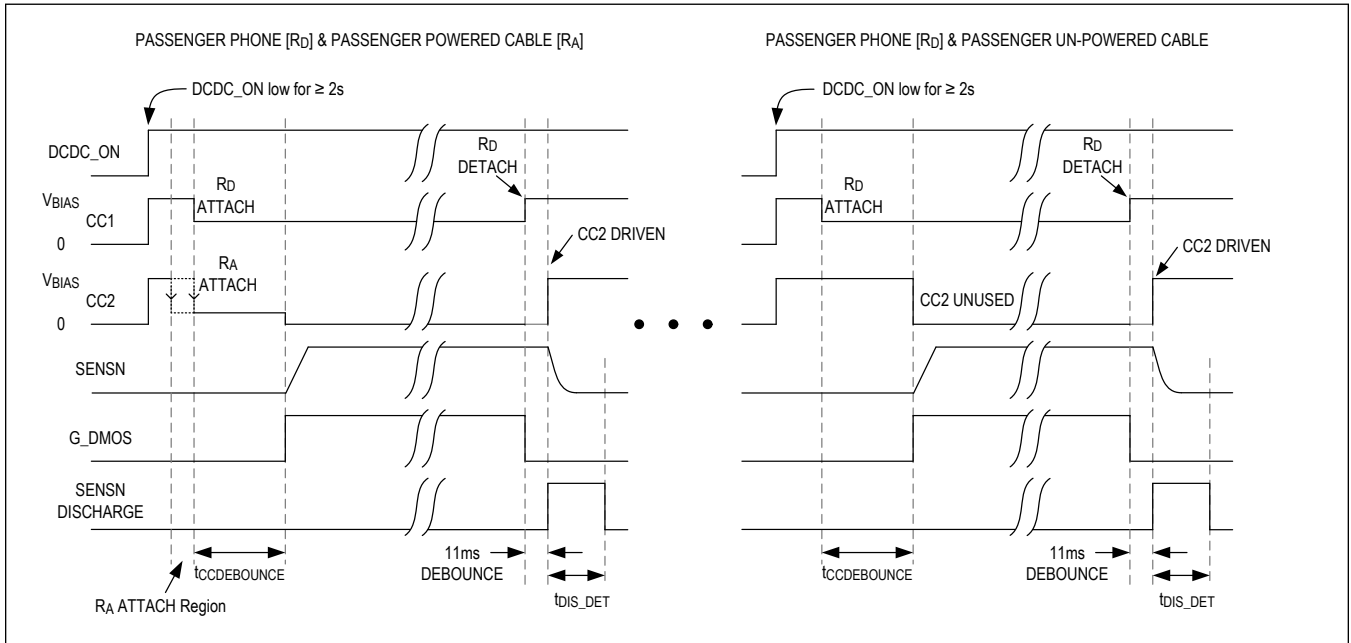 PASSENGER PHONE [RD] & PASSENGER POWERED CABLE [RA]
DCDC_ON low for ≥ 2s
DCDC_ON
RD
DETACH
RD
ATTACH
VBIAS
CC1
0
CC2 DRIVEN
RA
ATTACH
VBIAS
CC2
0
SENSN
G_DMOS
SENSN
DISCHARGE
tCCDEBOUNCE
11ms
DEBOUNCE
tDIS_DET
RA ATTACH Region
PASSENGER PHONE [RD] & PASSENGER UN-POWERED CABLE
DCDC_ON low for ≥ 2s
RD
DETACH
RD
ATTACH
CC2 DRIVEN
CC2 UNUSED
tCCDEBOUNCE
11ms
DEBOUNCE
tDIS_DET